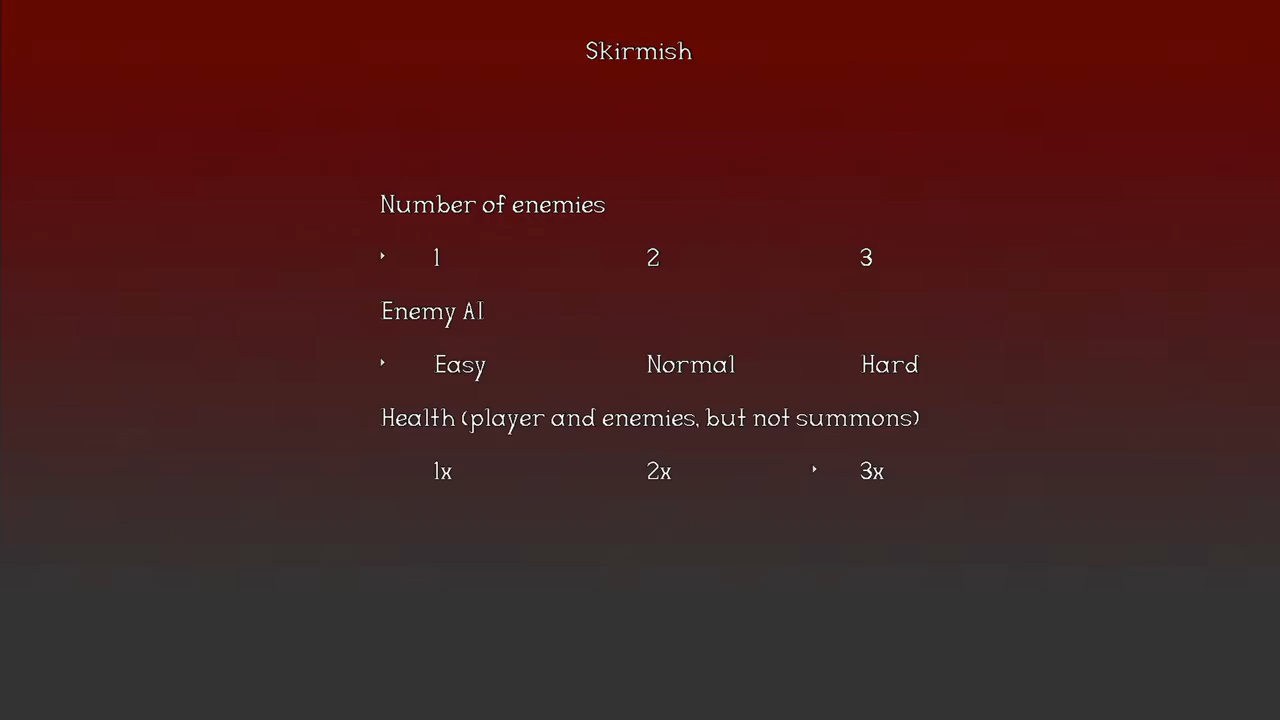 Skirmish
Number of enemies
1 2 3
Enemy AI
Easy Normal Hard
Health (player and enemies, but not summons)
1x 2x 3x